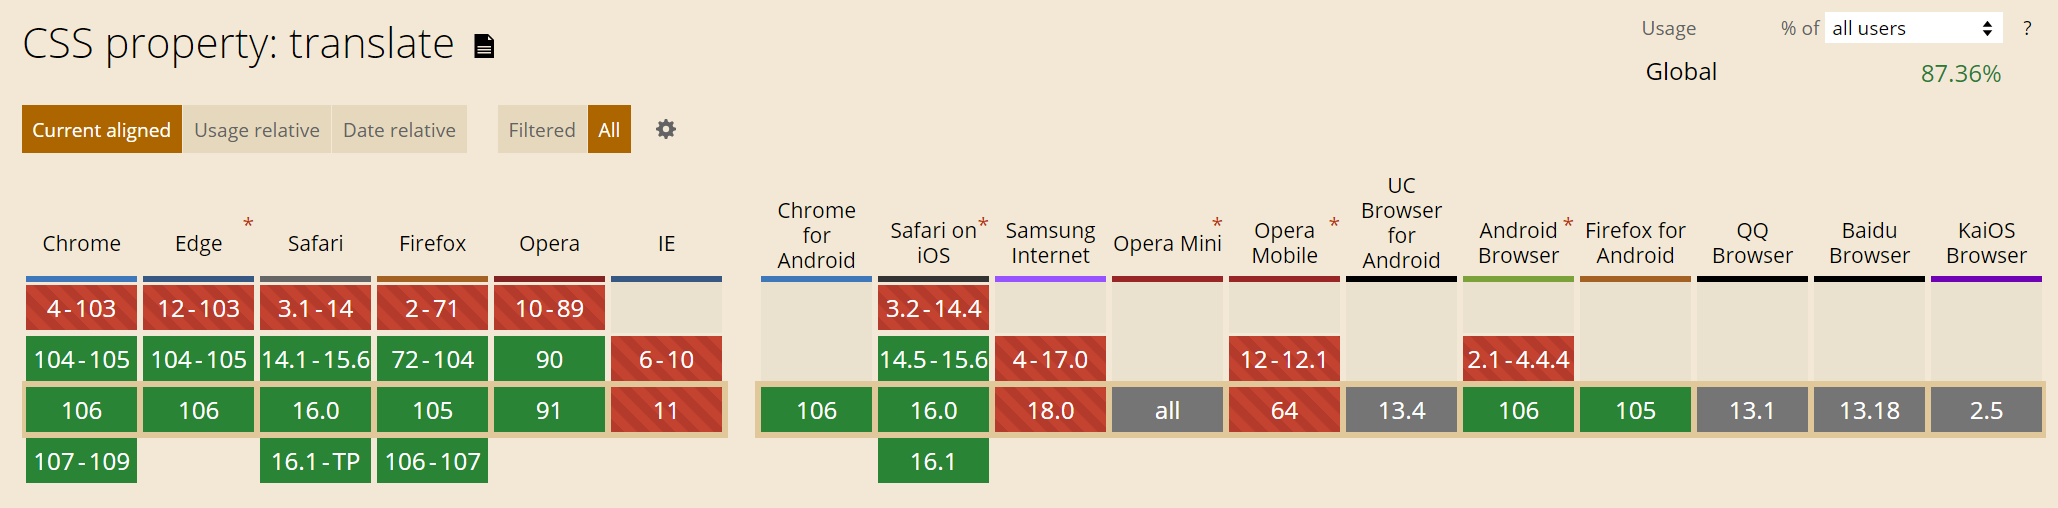 CSS property: translate
Usage % of all users ?
Global 87.36%
Current aligned Usage relative Date relative Filtered All
Chrome Edge * Safari Firefox Opera IE
Chrome for Android Safari on iOS * Samsung Internet Opera Mini * Opera Mobile * UC Browser for Android Android Browser * Firefox for Android QQ Browser Baidu Browser KaiOS Browser
4-103 12-103 3.1-14 2-71 10-89 3.2-14.4
104-105 104-105 14.1-15.6 72-104 90 6-10 14.5-15.6 4-17.0 12-12.1 2.1-4.4.4
106 106 16.0 105 91 11 106 16.0 18.0 all 64 13.4 106 105 13.1 13.18 2.5
107-109 16.1-TP 106-107 16.1